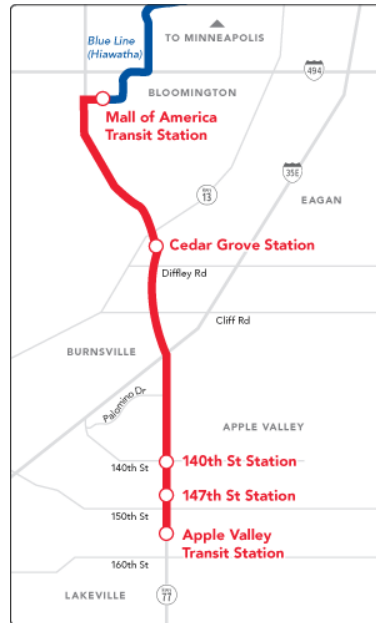 Blue Line
(Hiawatha)
TO MINNEAPOLIS
494
BLOOMINGTON
Mall of America
Transit Station
35E
13
EAGAN
Cedar Grove Station
Diffley Rd
Cliff Rd
BURNSVILLE
Palomino Dr
APPLE VALLEY
140th St Station
140th St
147th St Station
150th St
Apple Valley
Transit Station
160th St
77
LAKEVILLE